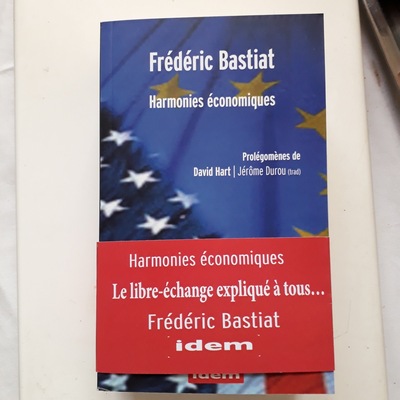 Frédéric Bastiat
Harmonies économiques
Prolégomènes de
David Hart | Jérôme Durou (trad)
Harmonies économiques
Le libre-échange expliqué à tous...
Frédéric Bastiat
idem
idem